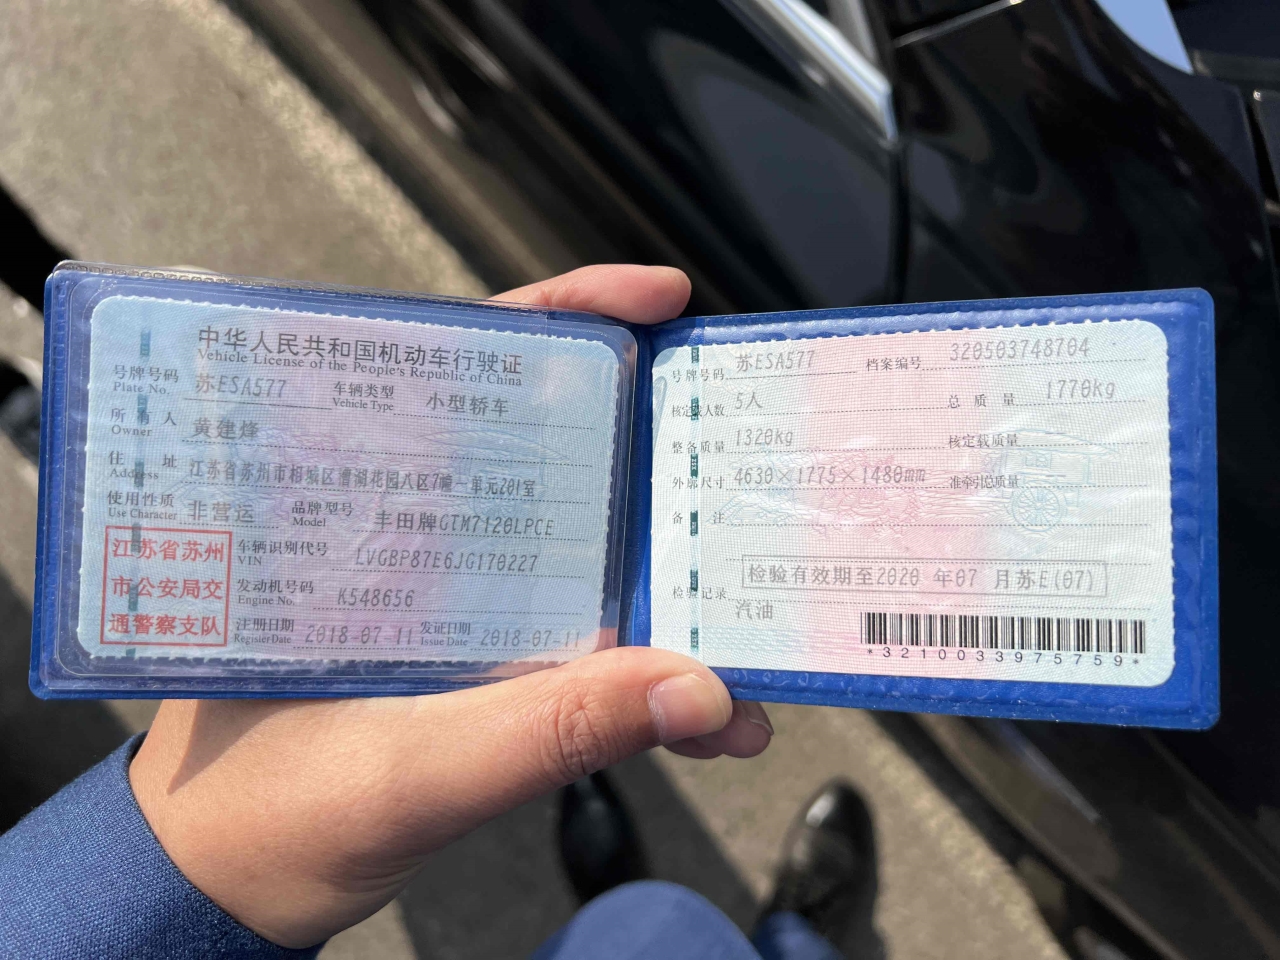 中华人民共和国机动车行驶证
Vehicle License of the People's Republic of China
号牌号码 Plate No. 苏ESA577 车辆类型 Vehicle Type 小型轿车
所有人 Owner 黄建烽
住址 Address 江苏省苏州市相城区漕湖花园八区7幢一单元201室
使用性质 Use Character 非营运 品牌型号 Model 丰田牌GTM7120LPCE
江苏省苏州
市公安局交
通警察支队
车辆识别代号 VIN LVGBP87E6JG170227
发动机号码 Engine No. K548656
注册日期 Register Date 2018-07-11 发证日期 Issue Date 2018-07-11
号牌号码 苏ESA577 档案编号 320503748704
核定载人数 5人 总质量 1770kg
整备质量 1320kg 核定载质量
外廓尺寸 4630×1775×1480mm 准牵引总质量
备注
检验记录 检验有效期至2020年07月苏E(07)
汽油
*3210033975759*